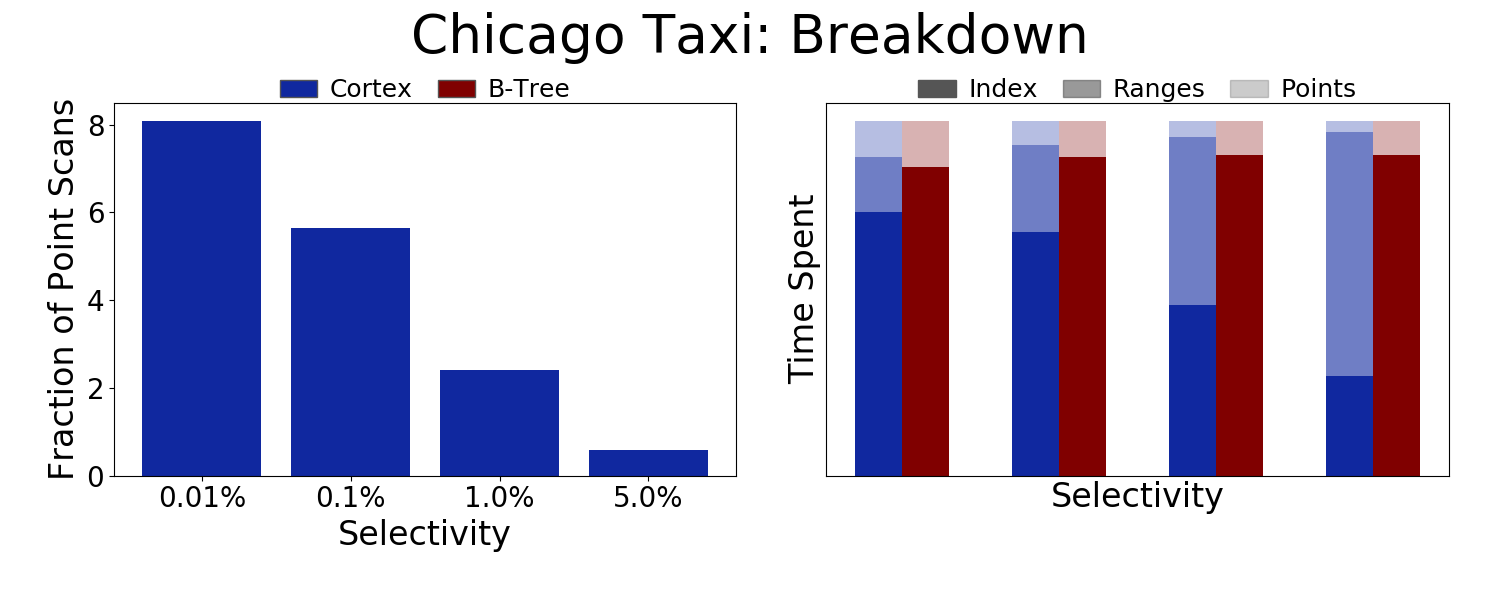 Chicago Taxi: Breakdown
Cortex
B-Tree
Fraction of Point Scans
8
6
4
2
0
0.01%
0.1%
1.0%
5.0%
Selectivity
Index
Ranges
Points
Time Spent
Selectivity